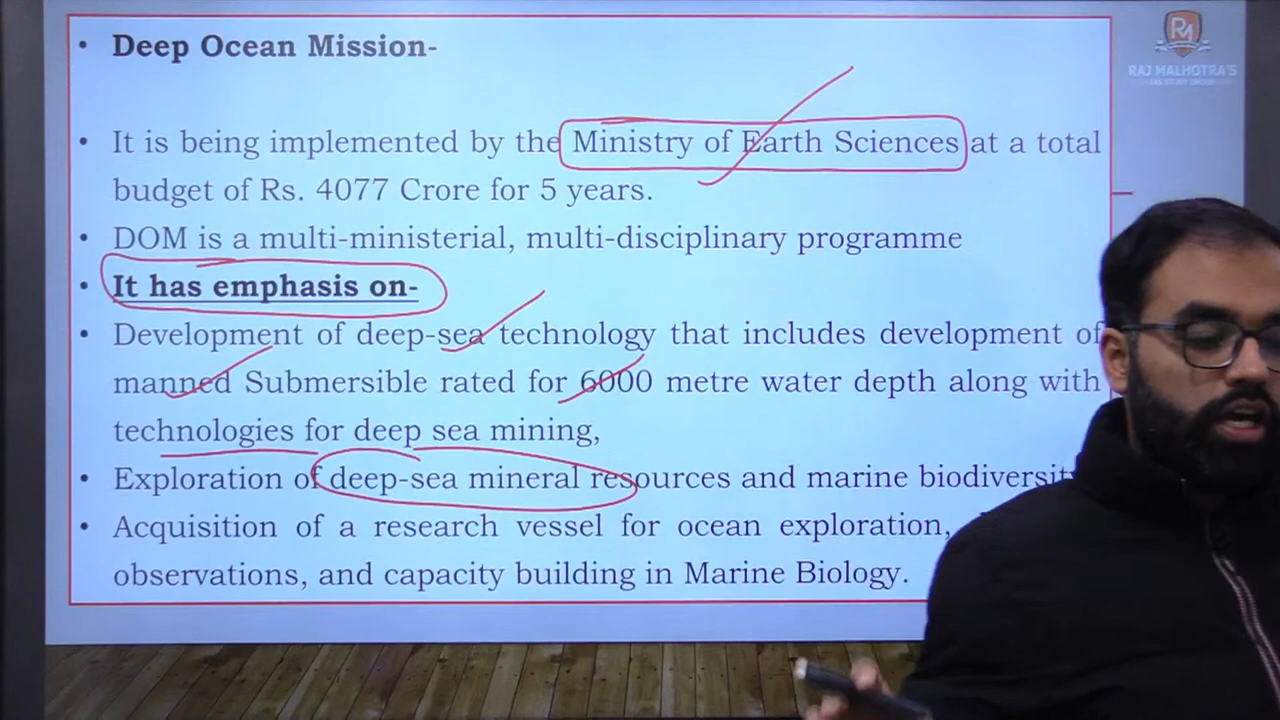 • Deep Ocean Mission-
RAJ MALHOTRA'S
IAS STUDY GROUP
• It is being implemented by the Ministry of Earth Sciences at a total
budget of Rs. 4077 Crore for 5 years.
• DOM is a multi-ministerial, multi-disciplinary programme
• It has emphasis on-
• Development of deep-sea technology that includes development of
manned Submersible rated for 6000 metre water depth along with
technologies for deep sea mining,
• Exploration of deep-sea mineral resources and marine biodiversity
• Acquisition of a research vessel for ocean exploration,
observations, and capacity building in Marine Biology.